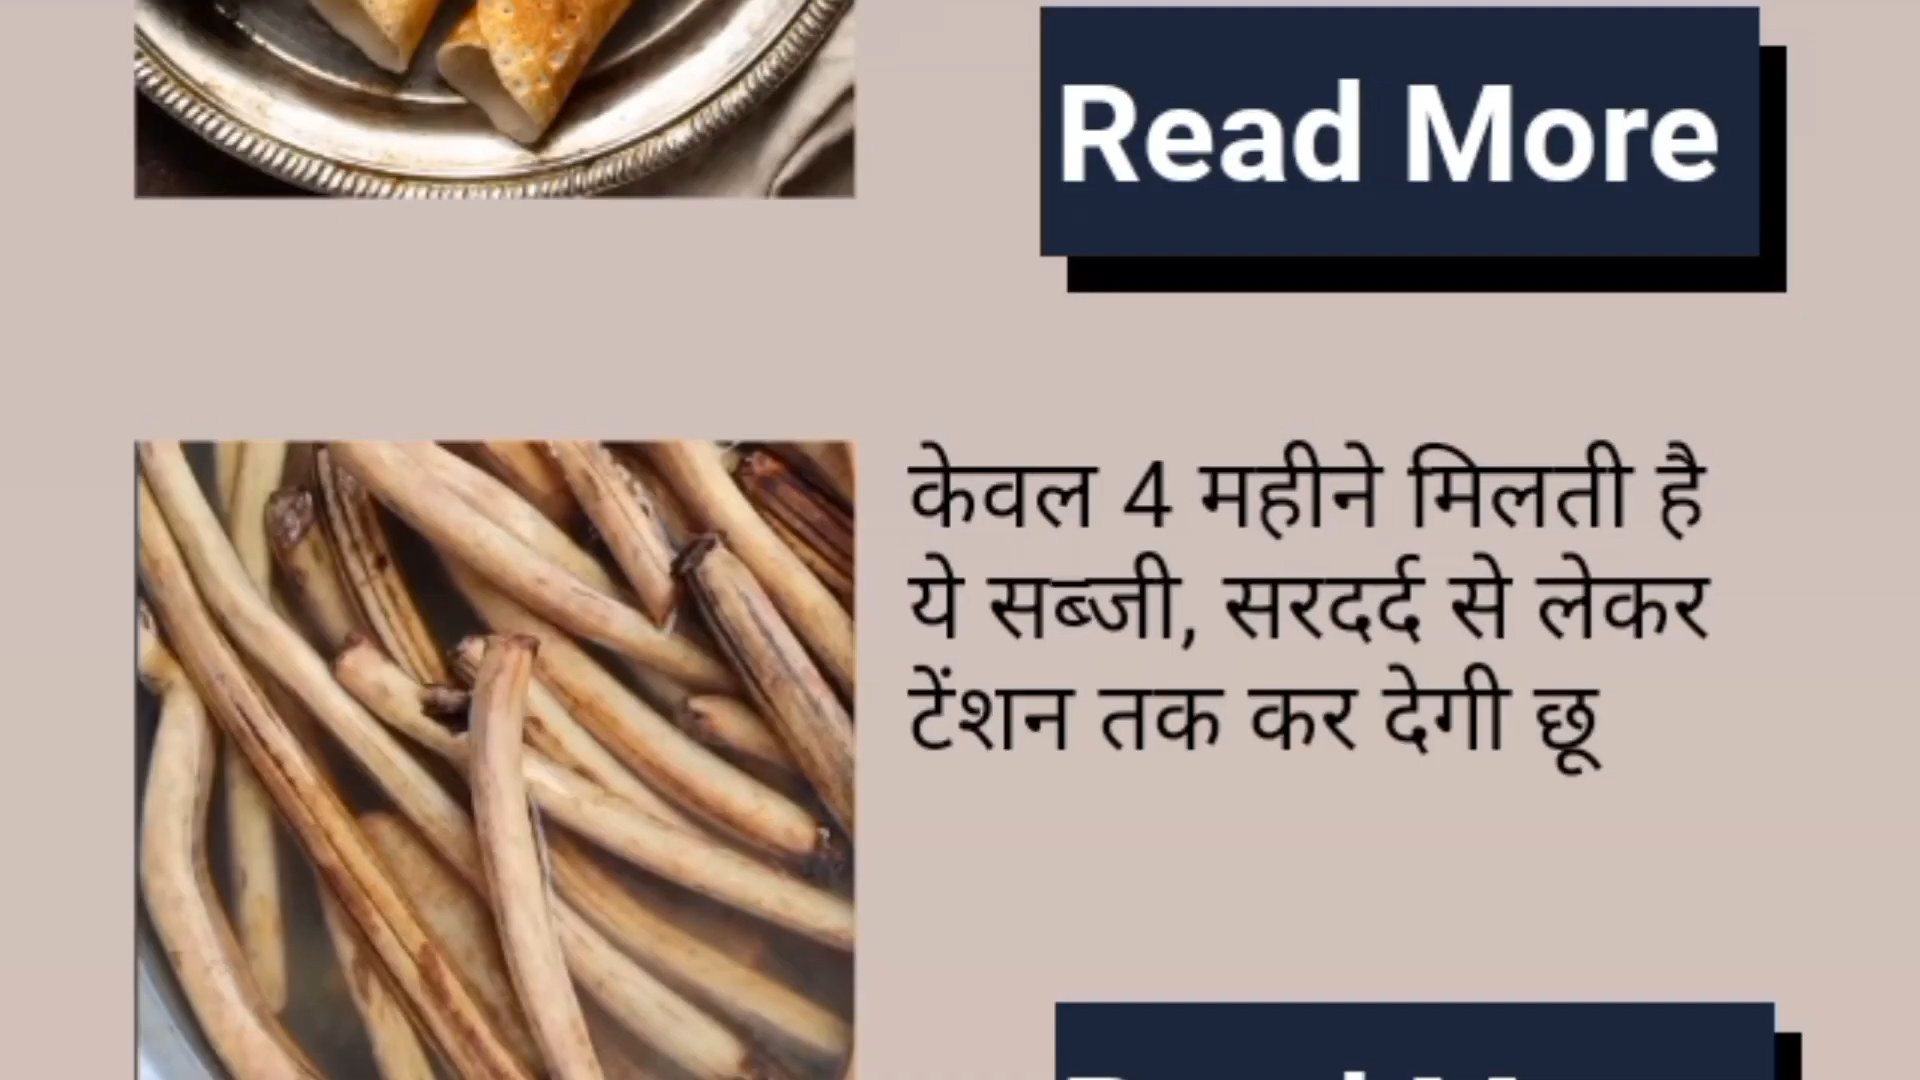 Read More
केवल 4 महीने मिलती है
ये सब्जी, सरदर्द से लेकर
टेंशन तक कर देगी छू